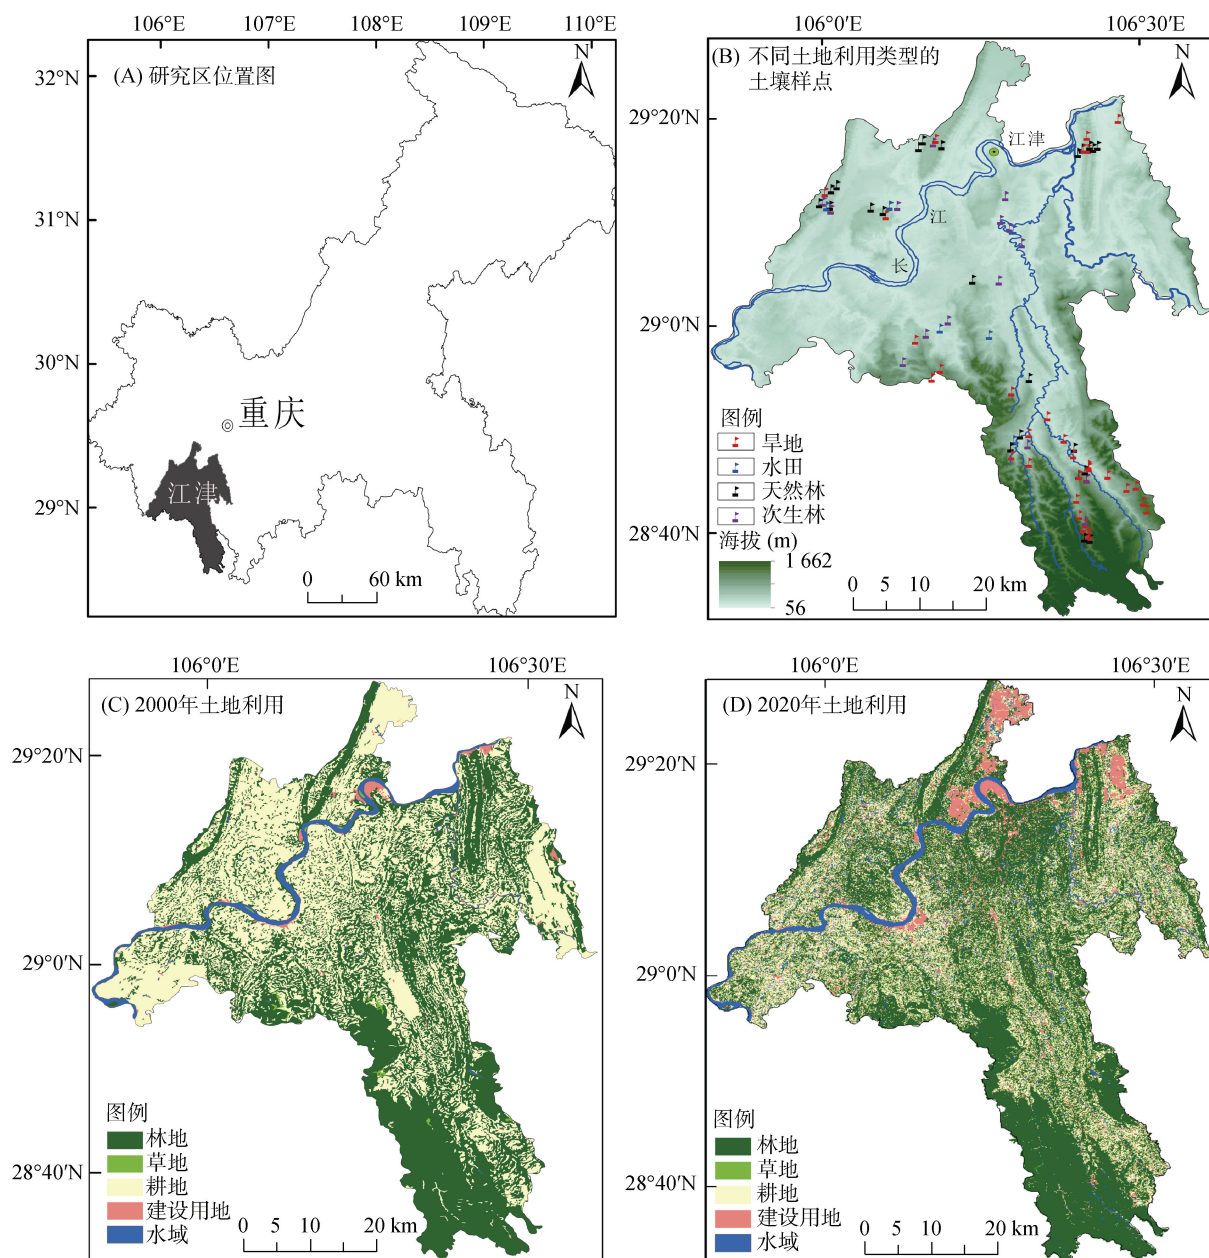 106°E 107°E 108°E 109°E 110°E
32°N
31°N
30°N
29°N
(A) 研究区位置图
N
重庆
江津
0 60 km
106°0′E 106°30′E
29°20′N
29°0′N
28°40′N
(B) 不同土地利用类型的
土壤样点
N
江津
江
长
图例
旱地
水田
天然林
次生林
海拔 (m)
1 662
56
0 5 10 20 km
106°0′E 106°30′E
29°20′N
29°0′N
28°40′N
(C) 2000年土地利用
N
图例
林地
草地
耕地
建设用地
水域
0 5 10 20 km
106°0′E 106°30′E
29°20′N
29°0′N
28°40′N
(D) 2020年土地利用
N
图例
林地
草地
耕地
建设用地
水域
0 5 10 20 km